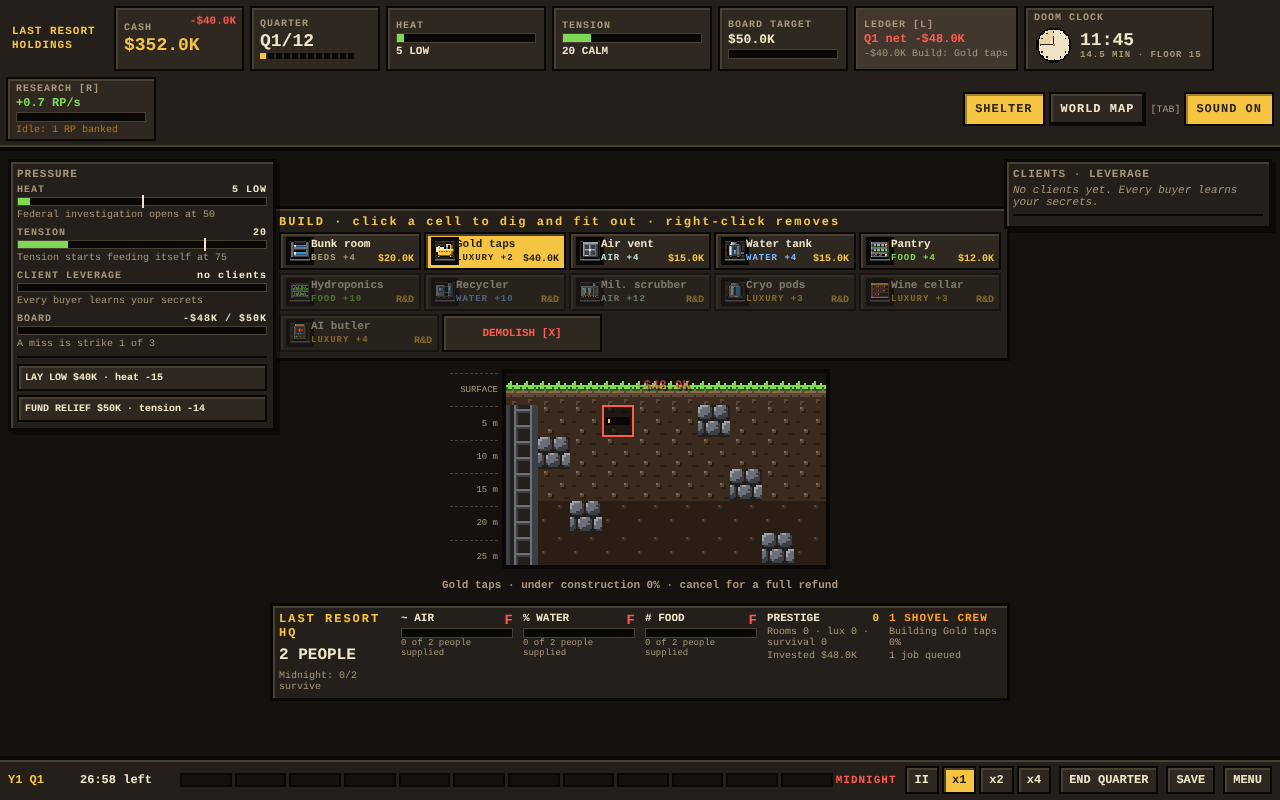 LAST RESORT
HOLDINGS
CASH
-$40.0K
$352.0K
QUARTER
Q1/12
HEAT
5 LOW
TENSION
20 CALM
BOARD TARGET
$50.0K
LEDGER [L]
Q1 net -$48.0K
-$40.0K Build: Gold taps
DOOM CLOCK
11:45
14.5 MIN · FLOOR 15
RESEARCH [R]
+0.7 RP/s
Idle: 1 RP banked
SHELTER
WORLD MAP
[TAB]
SOUND ON
PRESSURE
HEAT
5 LOW
Federal investigation opens at 50
TENSION
20
Tension starts feeding itself at 75
CLIENT LEVERAGE
no clients
Every buyer learns your secrets
BOARD
-$48K / $50K
A miss is strike 1 of 3
LAY LOW $40K · heat -15
FUND RELIEF $50K · tension -14
BUILD · click a cell to dig and fit out · right-click removes
Bunk room
BEDS +4
$20.0K
Gold taps
LUXURY +2
$40.0K
Air vent
AIR +4
$15.0K
Water tank
WATER +4
$15.0K
Pantry
FOOD +4
$12.0K
Hydroponics
FOOD +10
R&D
Recycler
WATER +10
R&D
Mil. scrubber
AIR +12
R&D
Cryo pods
LUXURY +3
R&D
Wine cellar
LUXURY +3
R&D
AI butler
LUXURY +4
R&D
DEMOLISH [X]
CLIENTS · LEVERAGE
No clients yet. Every buyer learns
your secrets.
SURFACE
5 m
10 m
15 m
20 m
25 m
Gold taps · under construction 0% · cancel for a full refund
LAST RESORT
HQ
2 PEOPLE
Midnight: 0/2
survive
~ AIR
F
0 of 2 people
supplied
% WATER
F
0 of 2 people
supplied
# FOOD
F
0 of 2 people
supplied
PRESTIGE
0
Rooms 0 · lux 0 ·
survival 0
Invested $48.0K
1 SHOVEL CREW
Building Gold taps
0%
1 job queued
Y1 Q1
26:58 left
MIDNIGHT
II
x1
x2
x4
END QUARTER
SAVE
MENU